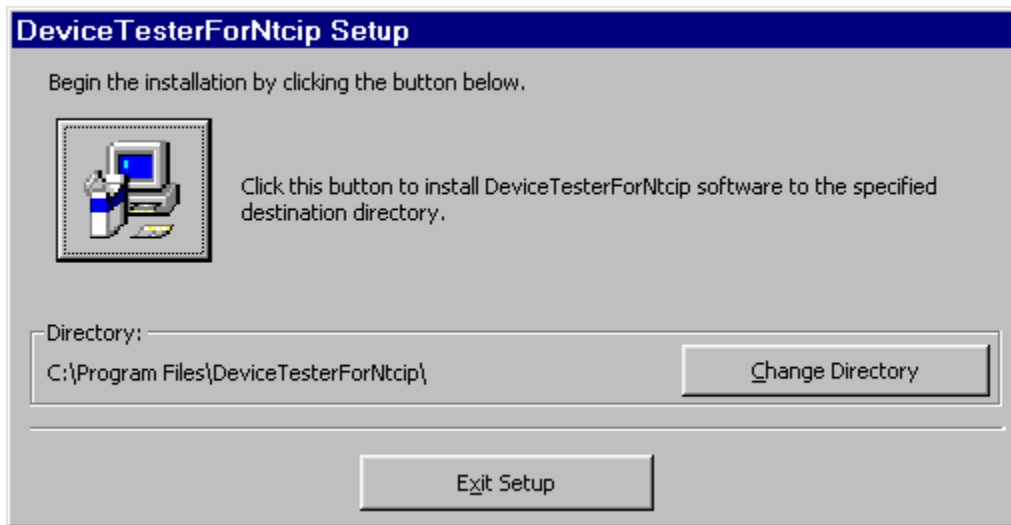 DeviceTesterForNtcip Setup
Begin the installation by clicking the button below.
Click this button to install DeviceTesterForNtcip software to the specified
destination directory.
Directory:
C:\Program Files\DeviceTesterForNtcip\
Change Directory
Exit Setup